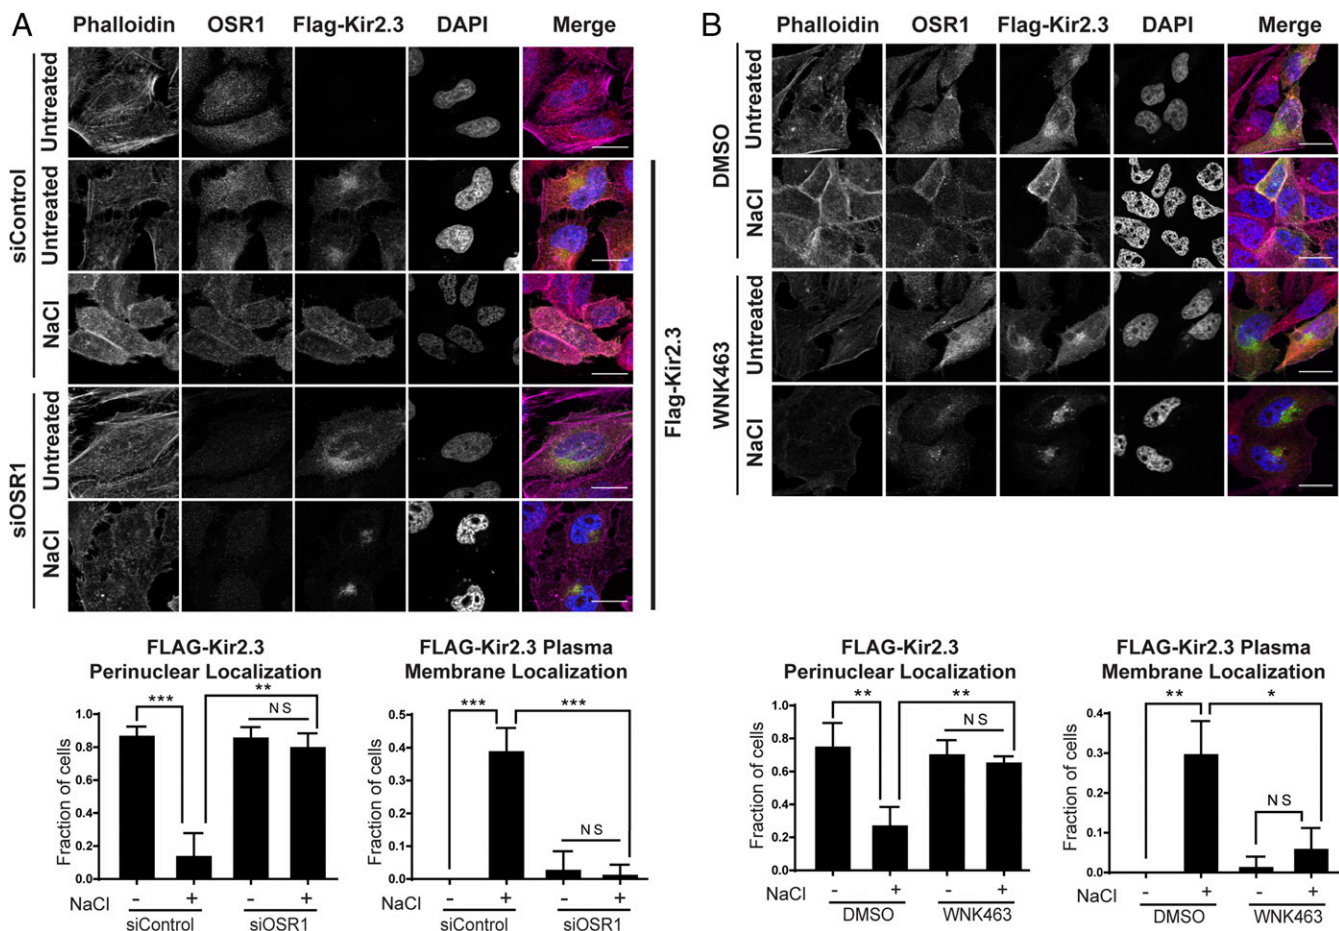 A
Phalloidin OSR1 Flag-Kir2.3 DAPI Merge
siControl
Untreated
Untreated
NaCl
siOSR1
Untreated
NaCl
Flag-Kir2.3
FLAG-Kir2.3
Perinuclear Localization
*** **
NS
Fraction of cells
1.0
0.8
0.6
0.4
0.2
0.0
NaCl - + - +
siControl siOSR1
FLAG-Kir2.3 Plasma
Membrane Localization
*** ***
NS
Fraction of cells
0.5
0.4
0.3
0.2
0.1
0.0
- + - +
siControl siOSR1
B
Phalloidin OSR1 Flag-Kir2.3 DAPI Merge
DMSO
Untreated
NaCl
WNK463
Untreated
NaCl
FLAG-Kir2.3
Perinuclear Localization
** **
NS
Fraction of cells
1.0
0.8
0.6
0.4
0.2
0.0
NaCl - + - +
DMSO WNK463
FLAG-Kir2.3 Plasma
Membrane Localization
** *
NS
Fraction of cells
0.4
0.3
0.2
0.1
0.0
- + - +
DMSO WNK463